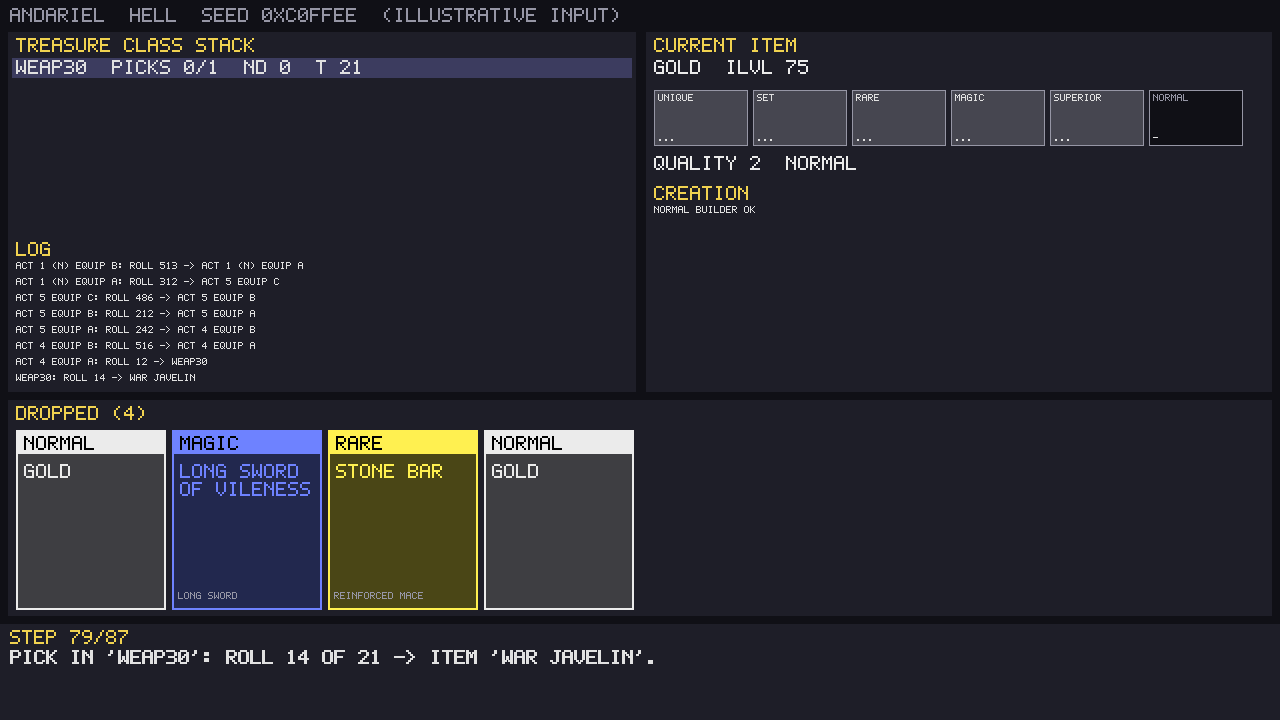 ANDARIEL  HELL  SEED 0XC0FFEE  (ILLUSTRATIVE INPUT)
TREASURE CLASS STACK
WEAP30  PICKS 0/1  ND 0  T 21
LOG
ACT 1 (N) EQUIP B: ROLL 513 -> ACT 1 (N) EQUIP A
ACT 1 (N) EQUIP A: ROLL 312 -> ACT 5 EQUIP C
ACT 5 EQUIP C: ROLL 486 -> ACT 5 EQUIP B
ACT 5 EQUIP B: ROLL 212 -> ACT 5 EQUIP A
ACT 5 EQUIP A: ROLL 242 -> ACT 4 EQUIP B
ACT 4 EQUIP B: ROLL 516 -> ACT 4 EQUIP A
ACT 4 EQUIP A: ROLL 12 -> WEAP30
WEAP30: ROLL 14 -> WAR JAVELIN
CURRENT ITEM
GOLD  ILVL 75
UNIQUE
...
SET
...
RARE
...
MAGIC
...
SUPERIOR
...
NORMAL
_
QUALITY 2  NORMAL
CREATION
NORMAL BUILDER OK
DROPPED (4)
NORMAL
GOLD
MAGIC
LONG SWORD
OF VILENESS
LONG SWORD
RARE
STONE BAR
REINFORCED MACE
NORMAL
GOLD
STEP 79/87
PICK IN 'WEAP30': ROLL 14 OF 21 -> ITEM 'WAR JAVELIN'.